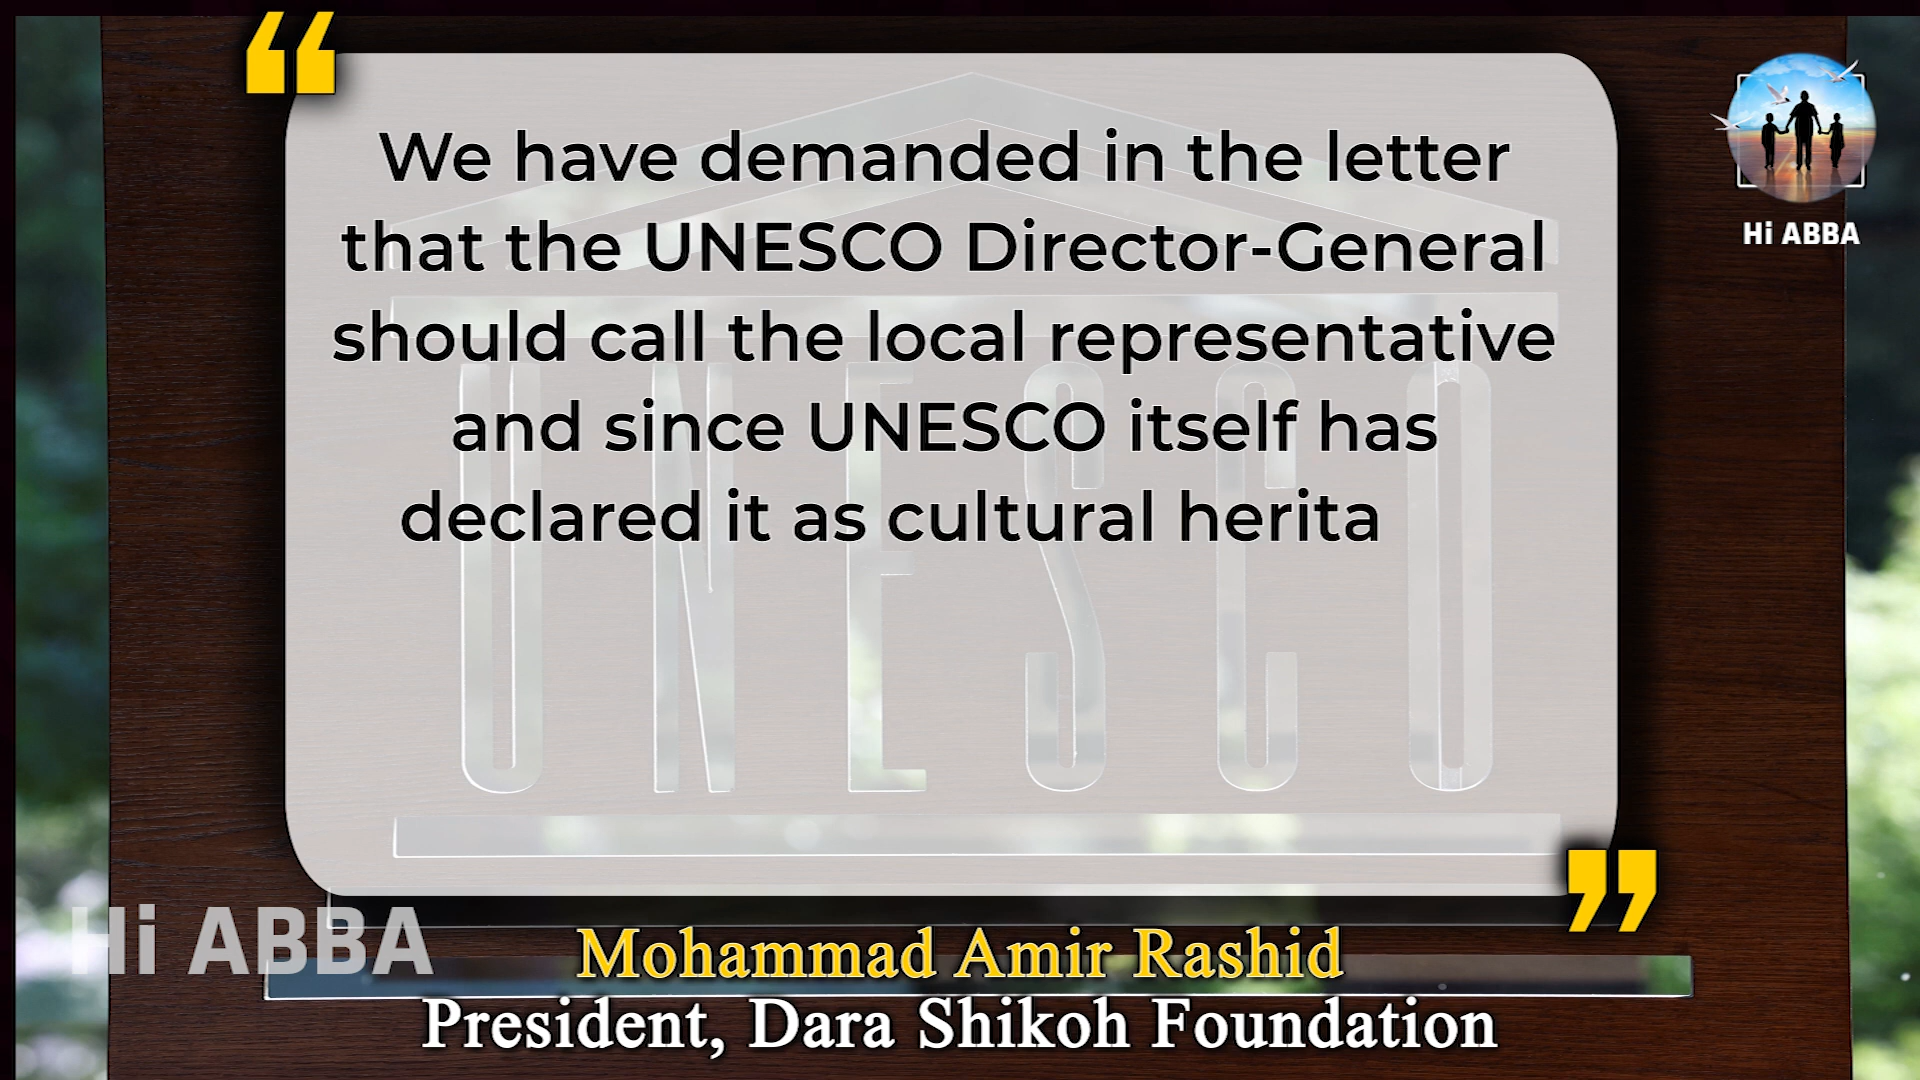 We have demanded in the letter
that the UNESCO Director-General
should call the local representative
and since UNESCO itself has
declared it as cultural herita
Hi ABBA
UNESCO
Hi ABBA
Mohammad Amir Rashid
President, Dara Shikoh Foundation